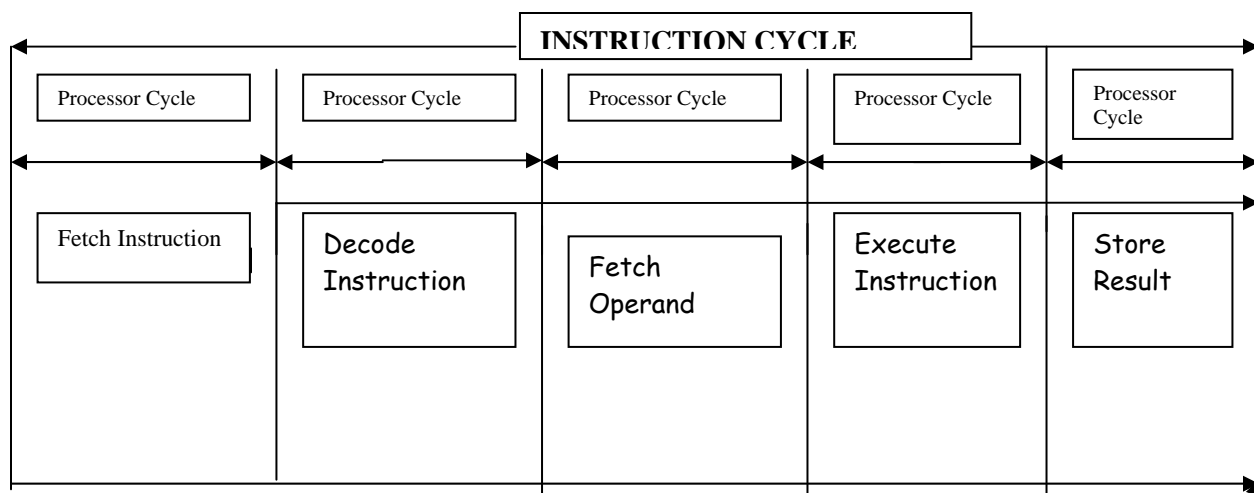 INSTRUCTION CYCLE
Processor Cycle
Processor Cycle
Processor Cycle
Processor Cycle
Processor
Cycle
Fetch Instruction
Decode
Instruction
Fetch
Operand
Execute
Instruction
Store
Result